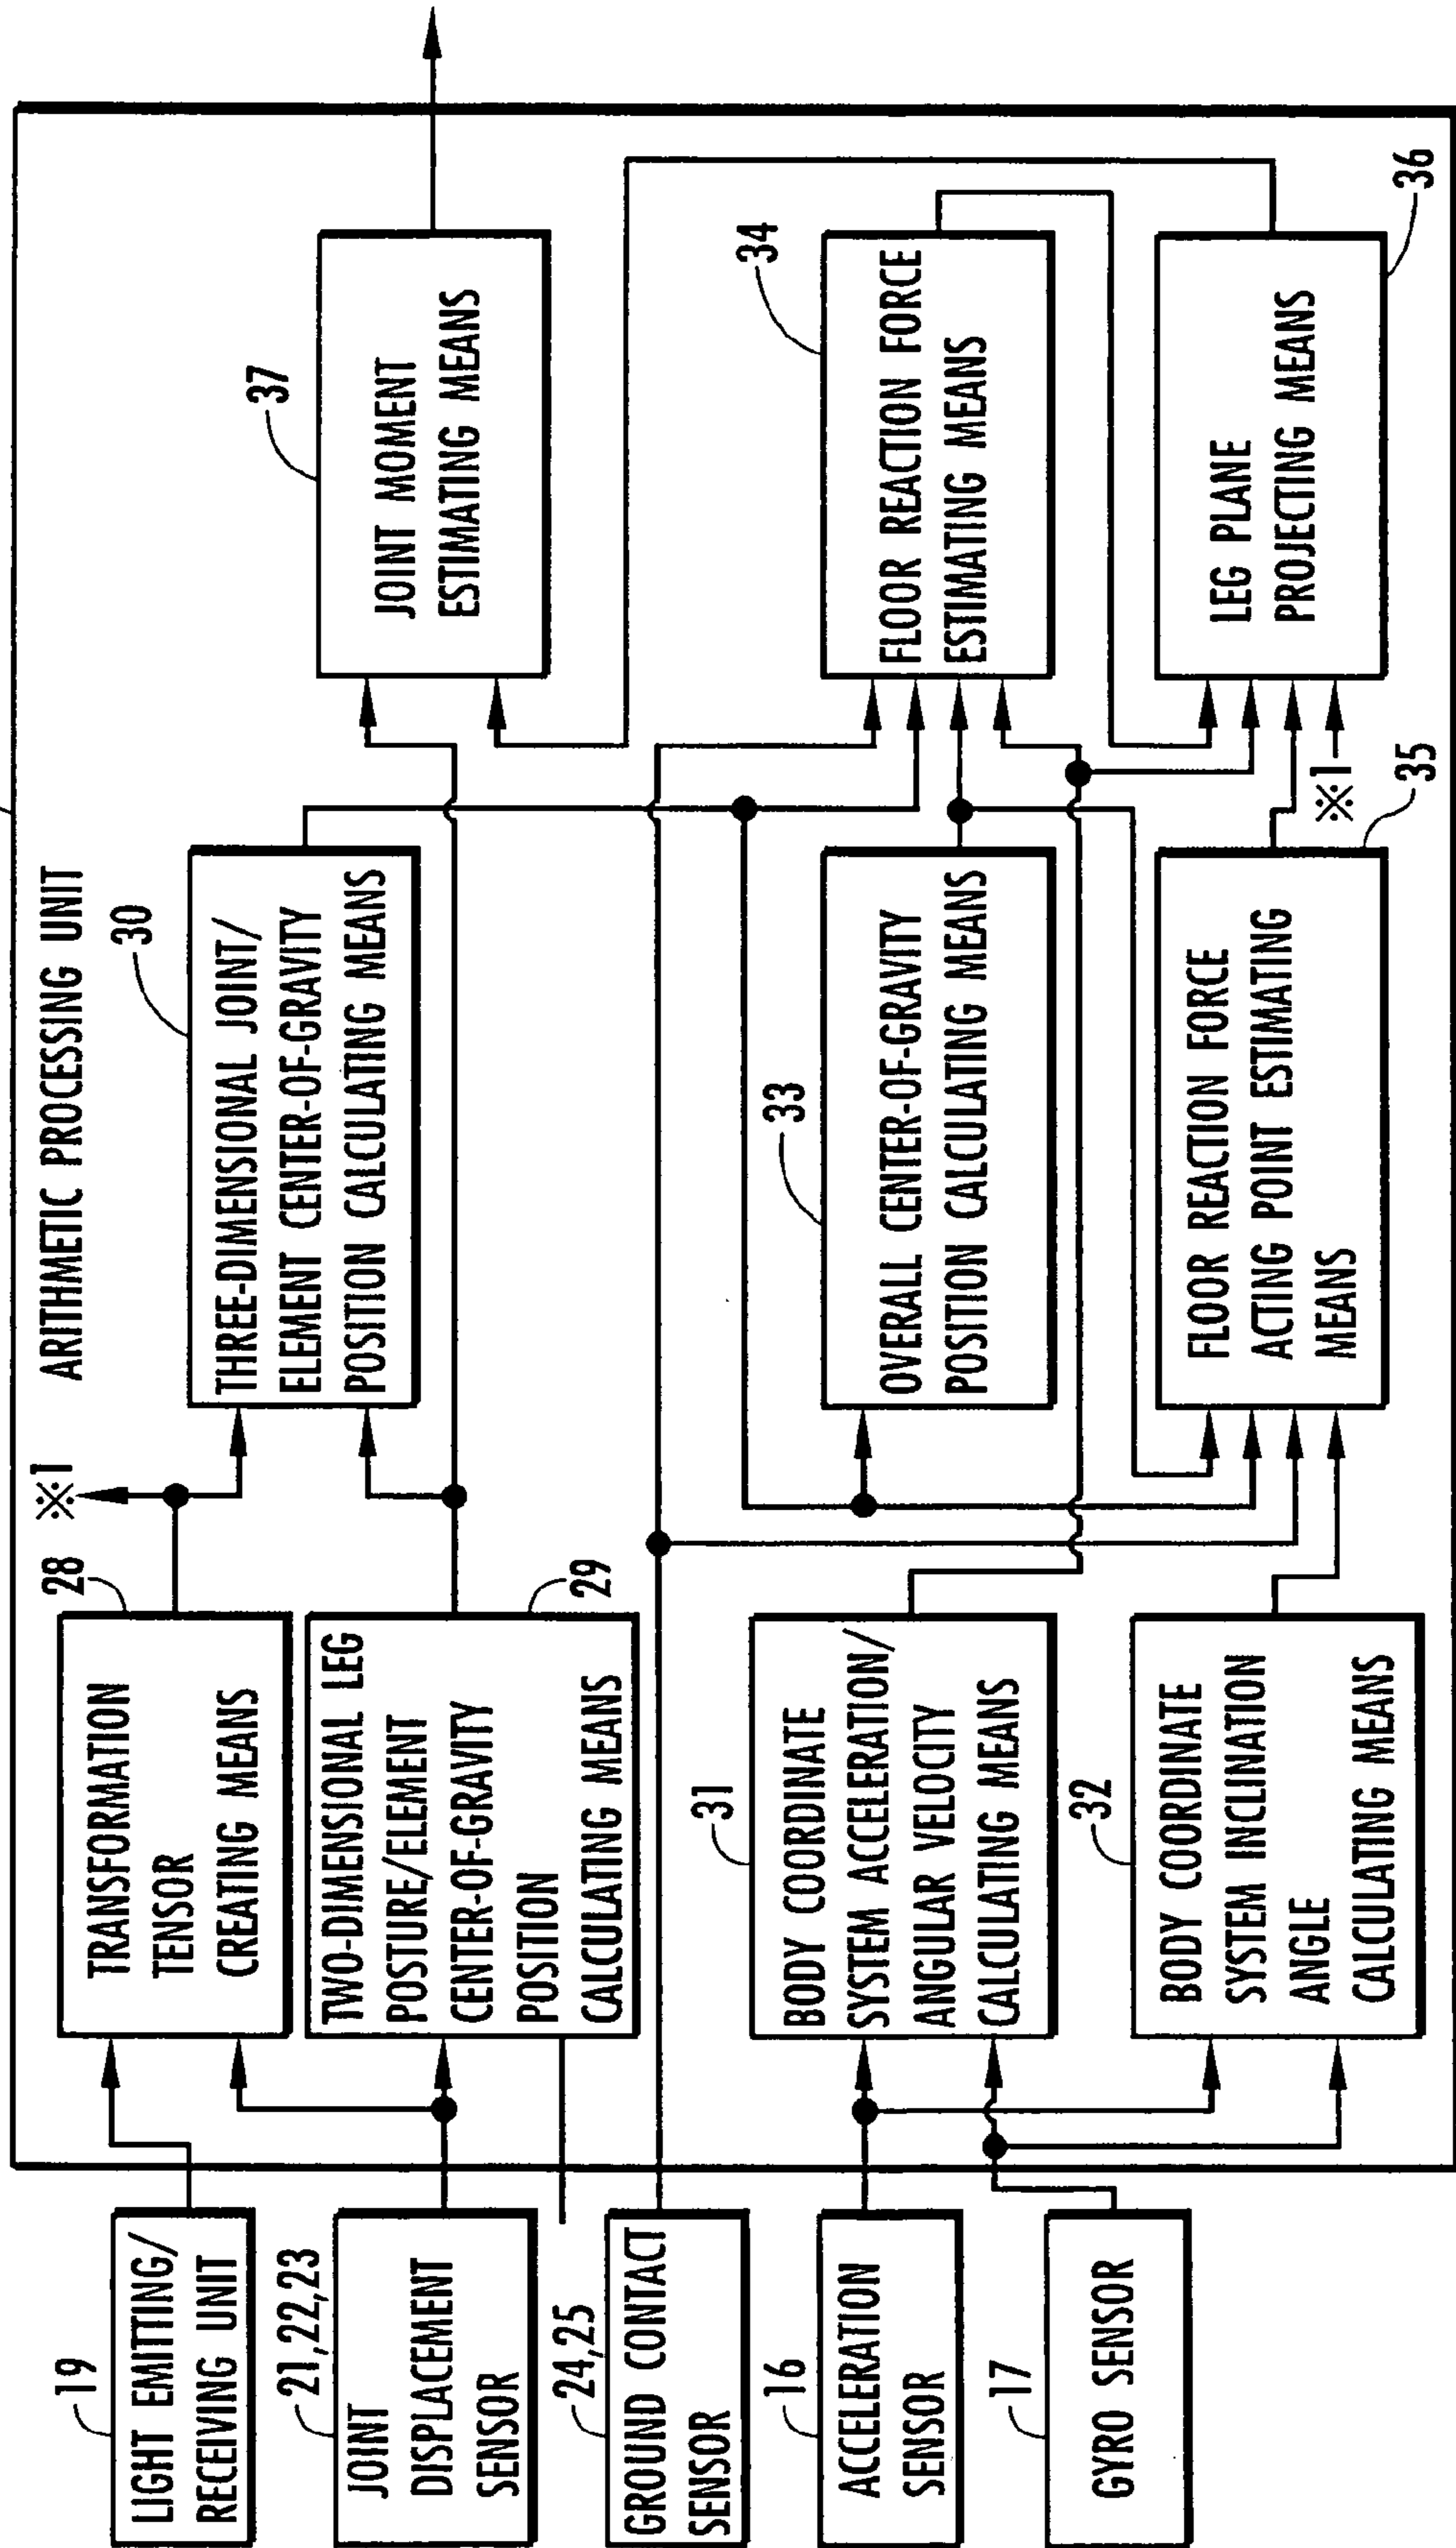 ARITHMETIC PROCESSING UNIT
19
LIGHT EMITTING/
RECEIVING UNIT
21,22,23
JOINT
DISPLACEMENT
SENSOR
24,25
GROUND CONTACT
SENSOR
16
ACCELERATION
SENSOR
17
GYRO SENSOR
28
TRANSFORMATION
TENSOR
CREATING MEANS
※1
TWO-DIMENSIONAL LEG
POSTURE/ELEMENT
CENTER-OF-GRAVITY
POSITION
CALCULATING MEANS
29
31
BODY COORDINATE
SYSTEM ACCELERATION/
ANGULAR VELOCITY
CALCULATING MEANS
32
BODY COORDINATE
SYSTEM INCLINATION
ANGLE
CALCULATING MEANS
30
THREE-DIMENSIONAL JOINT/
ELEMENT CENTER-OF-GRAVITY
POSITION CALCULATING MEANS
33
OVERALL CENTER-OF-GRAVITY
POSITION CALCULATING MEANS
FLOOR REACTION FORCE
ACTING POINT ESTIMATING
MEANS
35
※1
37
JOINT MOMENT
ESTIMATING MEANS
34
FLOOR REACTION FORCE
ESTIMATING MEANS
LEG PLANE
PROJECTING MEANS
36